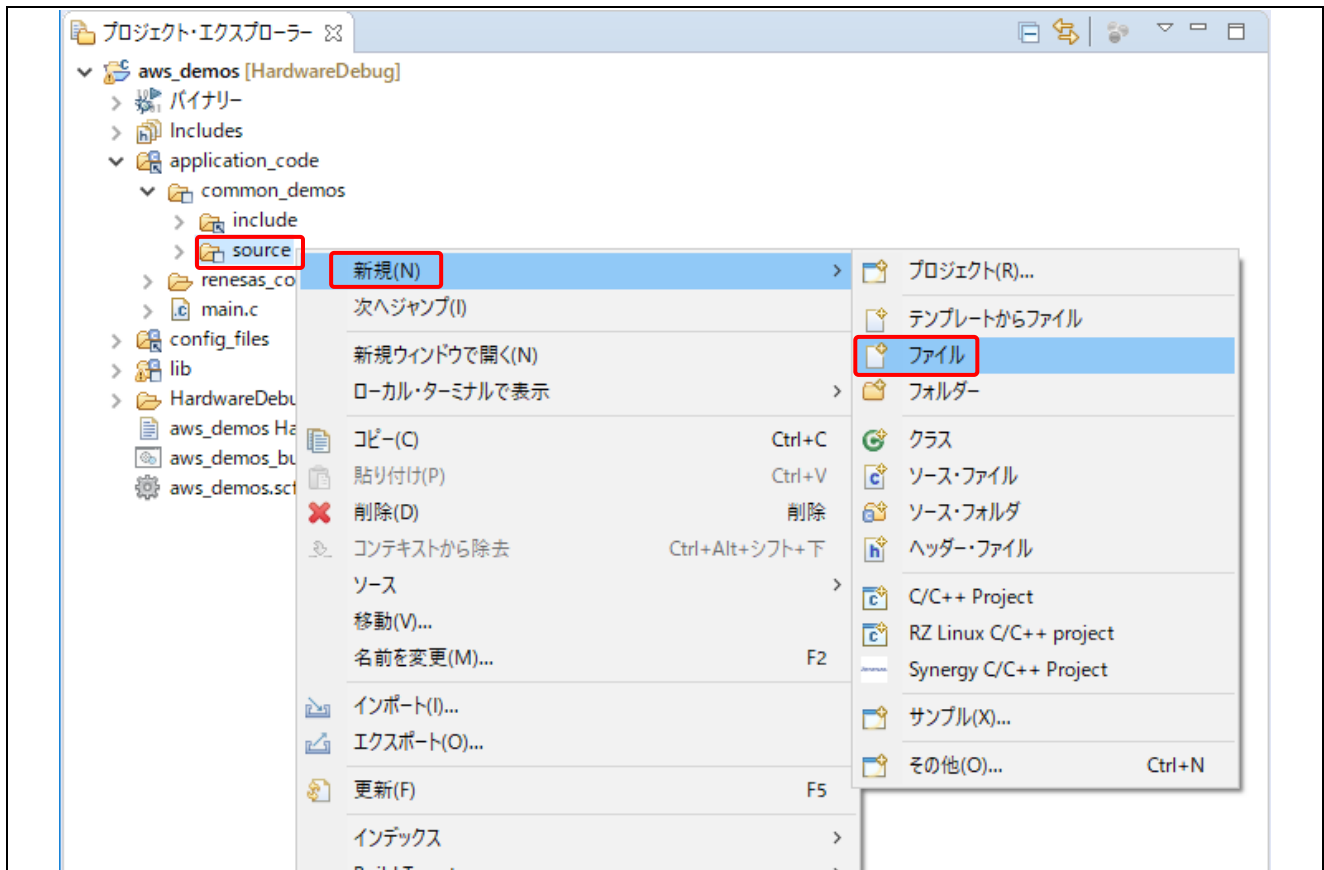 プロジェクト・エクスプローラー
aws_demos [HardwareDebug]
バイナリー
Includes
application_code
common_demos
include
source
renesas_co
main.c
config_files
lib
HardwareDebu
aws_demos Ha
aws_demos_bu
aws_demos.scf
新規(N)
次へジャンプ(I)
新規ウィンドウで開く(N)
ローカル・ターミナルで表示
コピー(C) Ctrl+C
貼り付け(P) Ctrl+V
削除(D) 削除
コンテキストから除去 Ctrl+Alt+シフト+下
ソース
移動(V)...
名前を変更(M)... F2
インポート(I)...
エクスポート(O)...
更新(F) F5
インデックス
プロジェクト(R)...
テンプレートからファイル
ファイル
フォルダー
クラス
ソース・ファイル
ソース・フォルダ
ヘッダー・ファイル
C/C++ Project
RZ Linux C/C++ project
Synergy C/C++ Project
サンプル(X)...
その他(O)... Ctrl+N